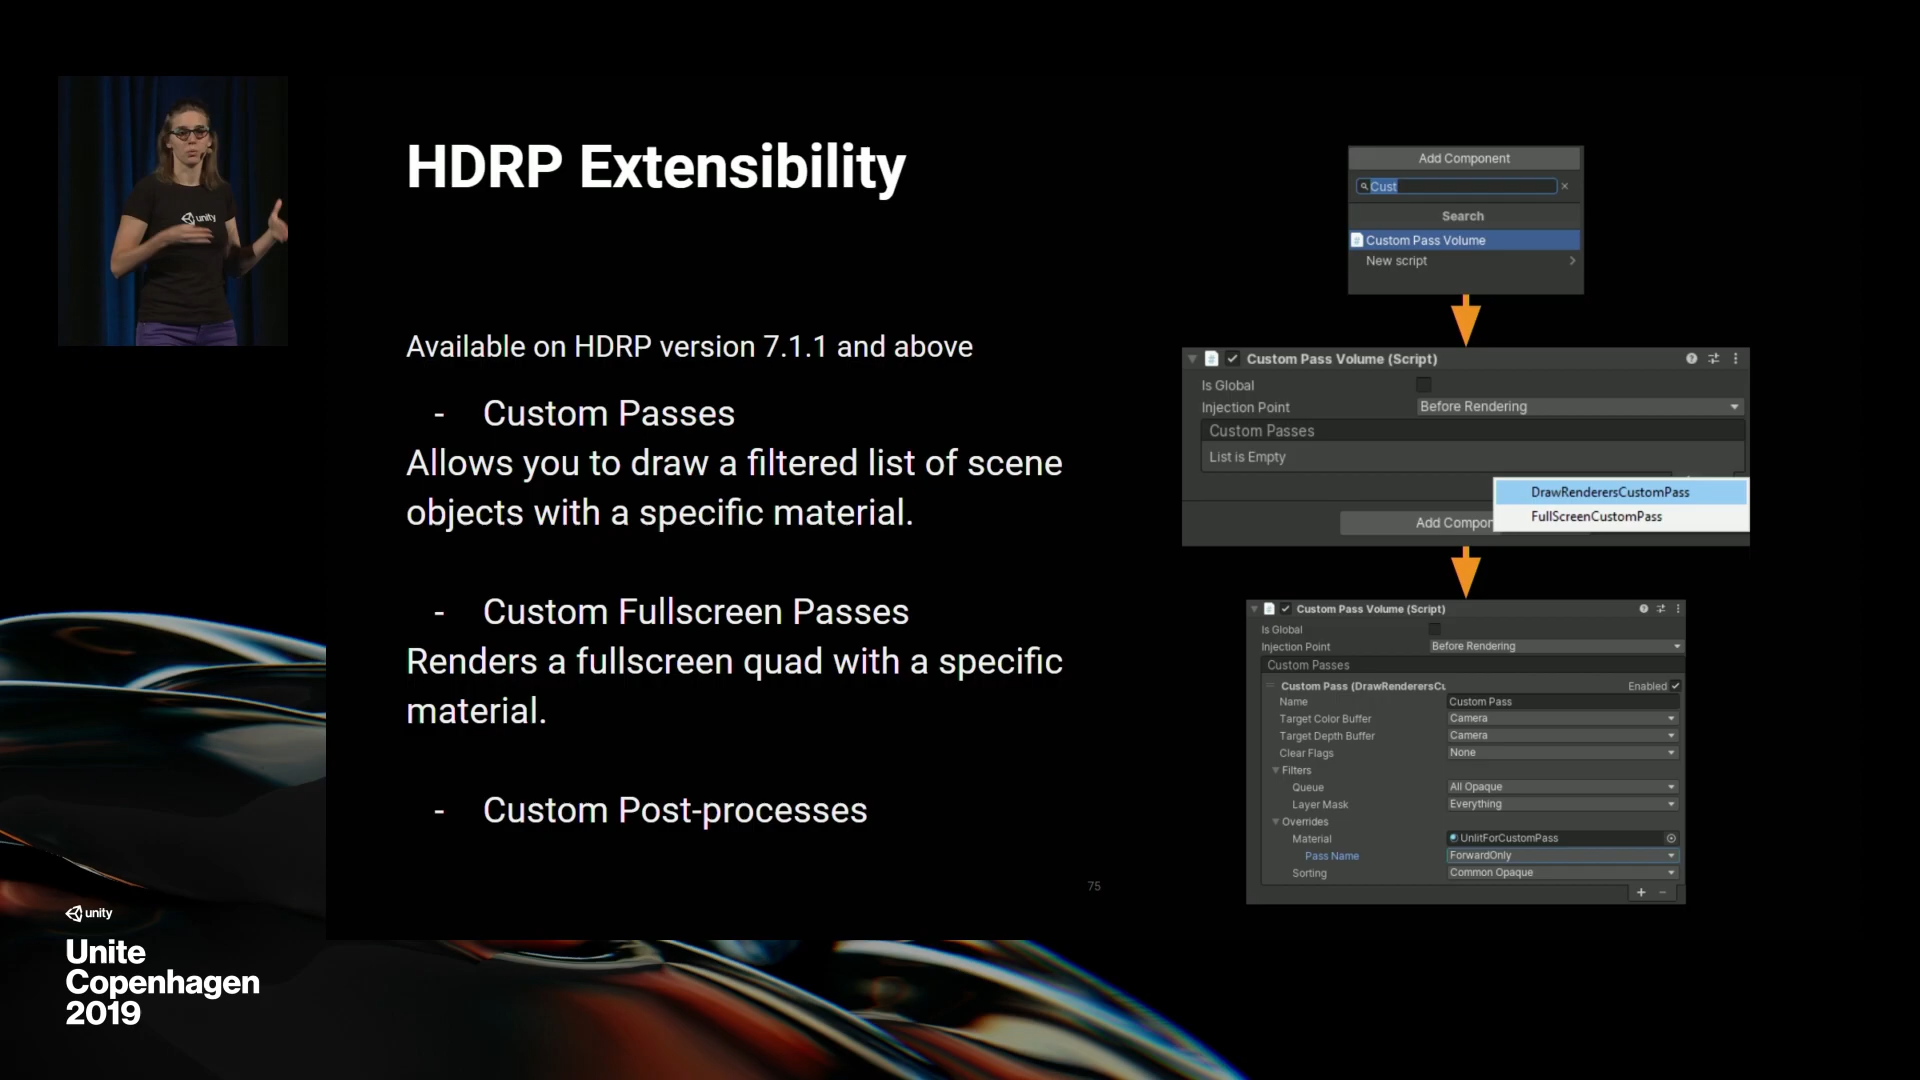 unity
HDRP Extensibility
Available on HDRP version 7.1.1 and above
- Custom Passes
Allows you to draw a filtered list of scene
objects with a specific material.
- Custom Fullscreen Passes
Renders a fullscreen quad with a specific
material.
- Custom Post-processes
75
Add Component
Cust
Search
Custom Pass Volume
New script
Custom Pass Volume (Script)
Is Global
Injection Point Before Rendering
Custom Passes
List is Empty
DrawRenderersCustomPass
FullScreenCustomPass
Add Compon
Custom Pass Volume (Script)
Is Global
Injection Point Before Rendering
Custom Passes
Custom Pass (DrawRenderersCu Enabled
Name Custom Pass
Target Color Buffer Camera
Target Depth Buffer Camera
Clear Flags None
Filters
Queue All Opaque
Layer Mask Everything
Overrides
Material UnlitForCustomPass
Pass Name ForwardOnly
Sorting Common Opaque
unity
Unite
Copenhagen
2019